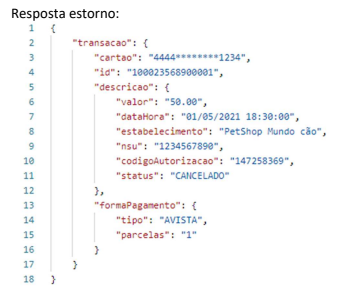 Resposta estorno:
1 {
2 "transacao": {
3 "cartao": "4444********1234",
4 "id": "100023568900001",
5 "descricao": {
6 "valor": "50.00",
7 "dataHora": "01/05/2021 18:30:00",
8 "estabelecimento": "PetShop Mundo cão",
9 "nsu": "1234567890",
10 "codigoAutorizacao": "147258369",
11 "status": "CANCELADO"
12 },
13 "formaPagamento": {
14 "tipo": "AVISTA",
15 "parcelas": "1"
16 }
17 }
18 }